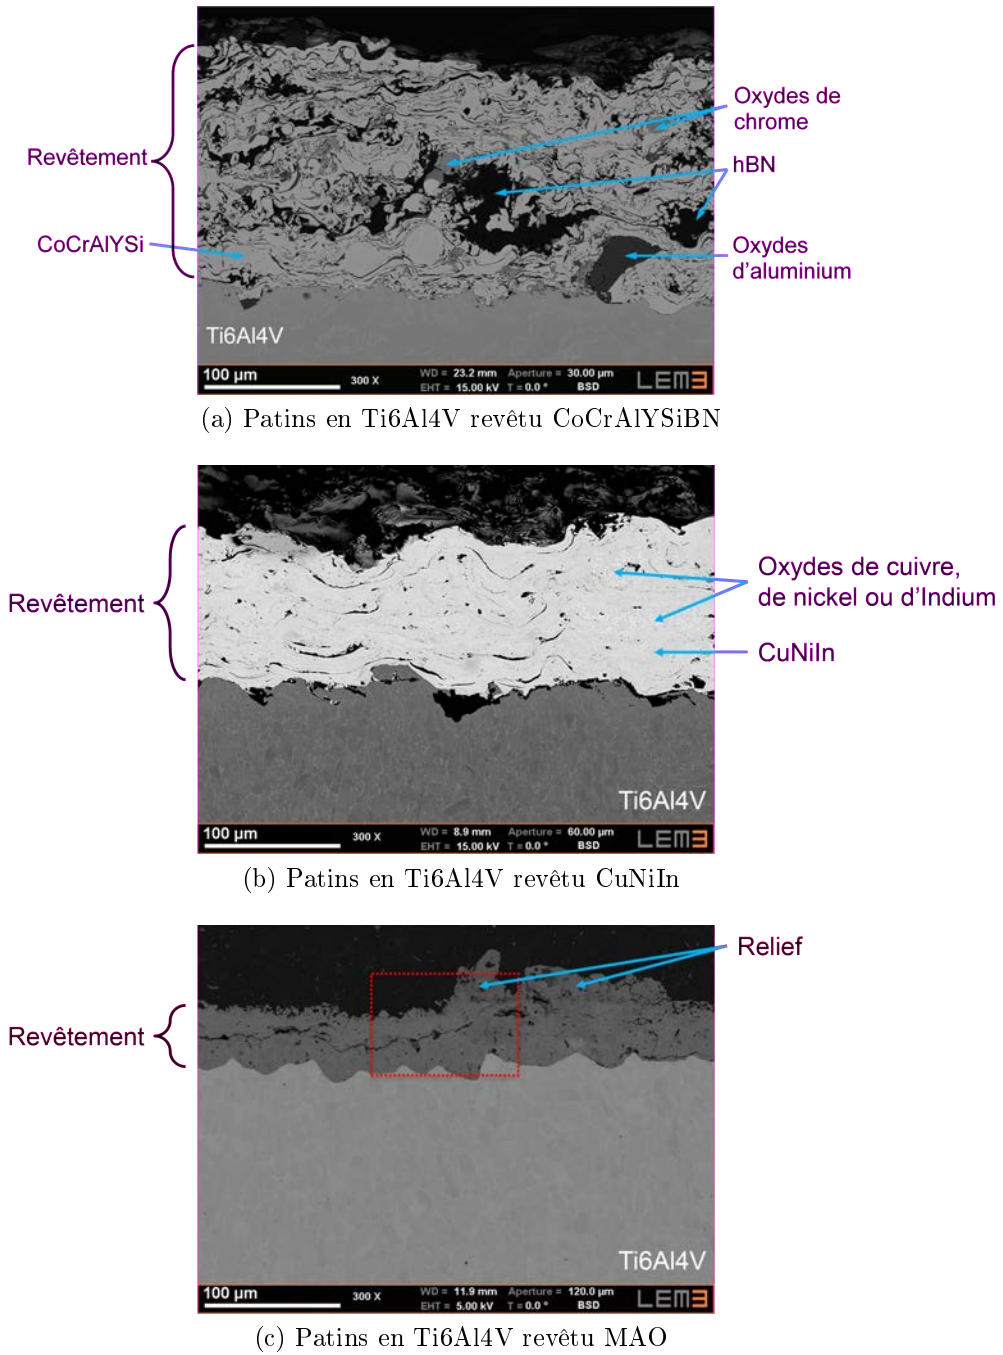 Revêtement
CoCrAlYSi
Oxydes de
chrome
hBN
Oxydes
d'aluminium
Ti6Al4V
100 µm
300 X
WD = 23.2 mm Aperture = 30.00 µm
EHT = 15.00 kV T = 0.0 ° BSD
LEM3
(a) Patins en Ti6Al4V revêtu CoCrAlYSiBN
Revêtement
Oxydes de cuivre,
de nickel ou d'Indium
CuNiIn
Ti6Al4V
100 µm
300 X
WD = 8.9 mm Aperture = 60.00 µm
EHT = 15.00 kV T = 0.0 ° BSD
LEM3
(b) Patins en Ti6Al4V revêtu CuNiIn
Relief
Revêtement
Ti6Al4V
100 µm
300 X
WD = 11.9 mm Aperture = 120.0 µm
EHT = 5.00 kV T = 0.0 ° BSD
LEM3
(c) Patins en Ti6Al4V revêtu MAO